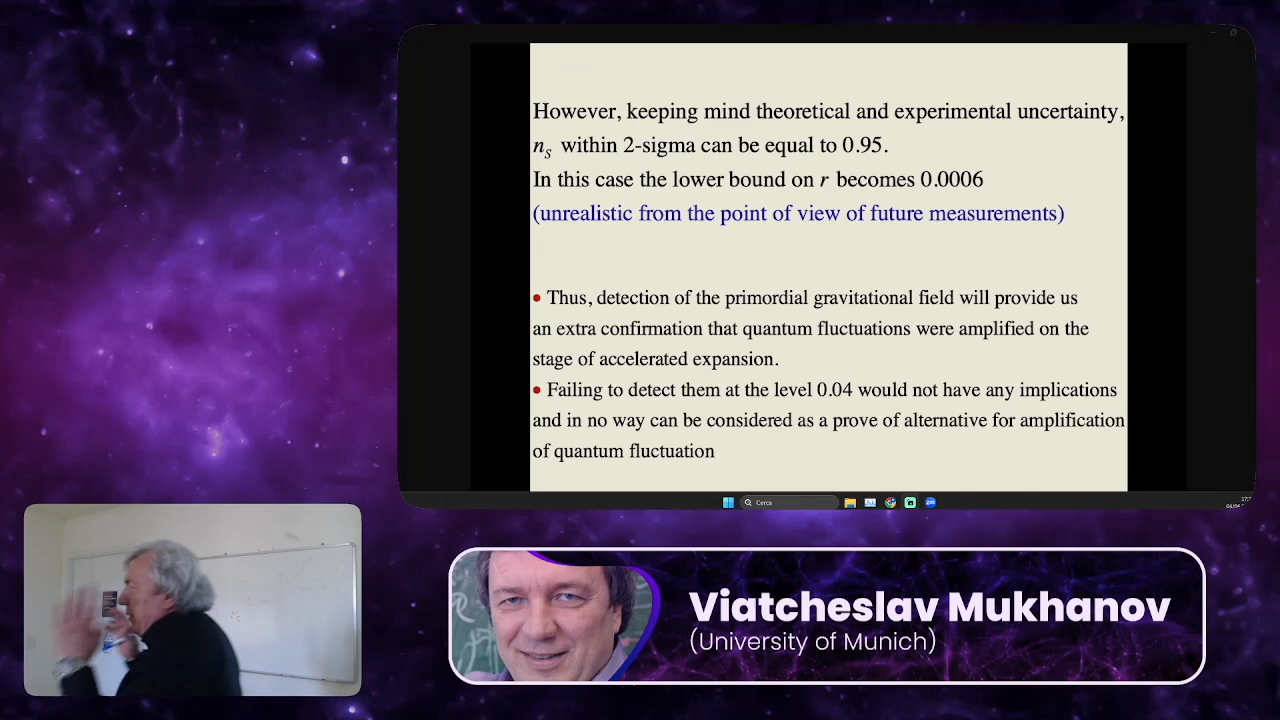 However, keeping mind theoretical and experimental uncertainty,
nS within 2-sigma can be equal to 0.95.
In this case the lower bound on r becomes 0.0006
(unrealistic from the point of view of future measurements)
• Thus, detection of the primordial gravitational field will provide us
an extra confirmation that quantum fluctuations were amplified on the
stage of accelerated expansion.
• Failing to detect them at the level 0.04 would not have any implications
and in no way can be considered as a prove of alternative for amplification
of quantum fluctuation
Cerca
Viatcheslav Mukhanov
(University of Munich)